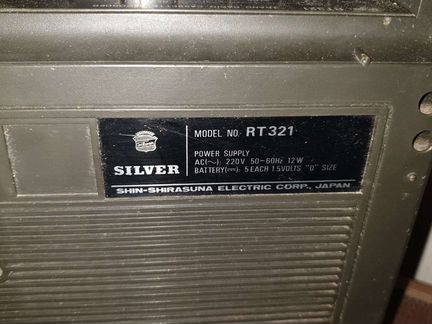 MODEL NO. RT321
POWER SUPPLY
AC(~): 220V 50-60Hz 12W
BATTERY(⎓): 5 EACH 1.5VOLTS "D" SIZE
SILVER
SHIN-SHIRASUNA ELECTRIC CORP., JAPAN